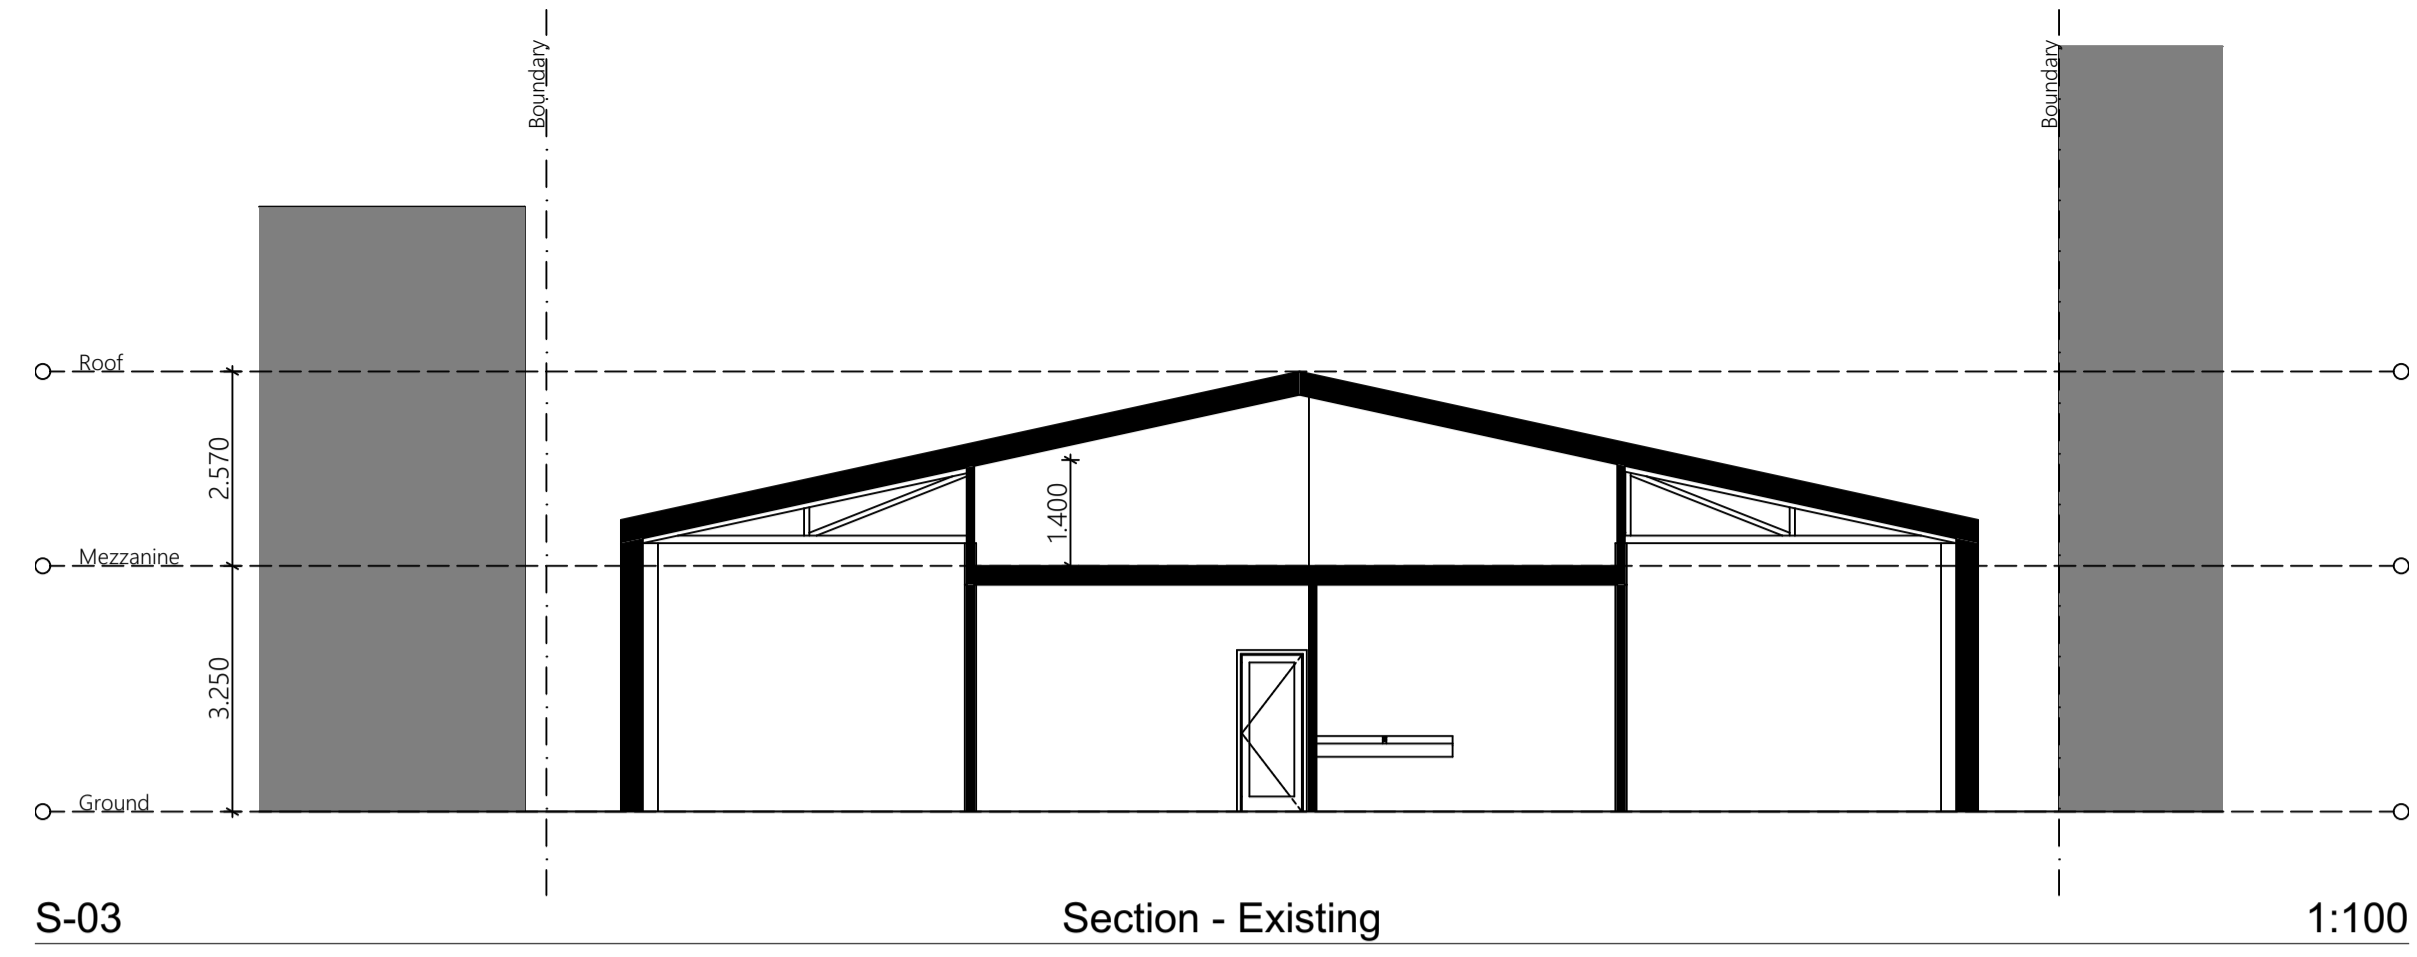 Boundary
Boundary
Roof
2.570
1.400
Mezzanine
3.250
Ground
S-03
Section - Existing
1:100